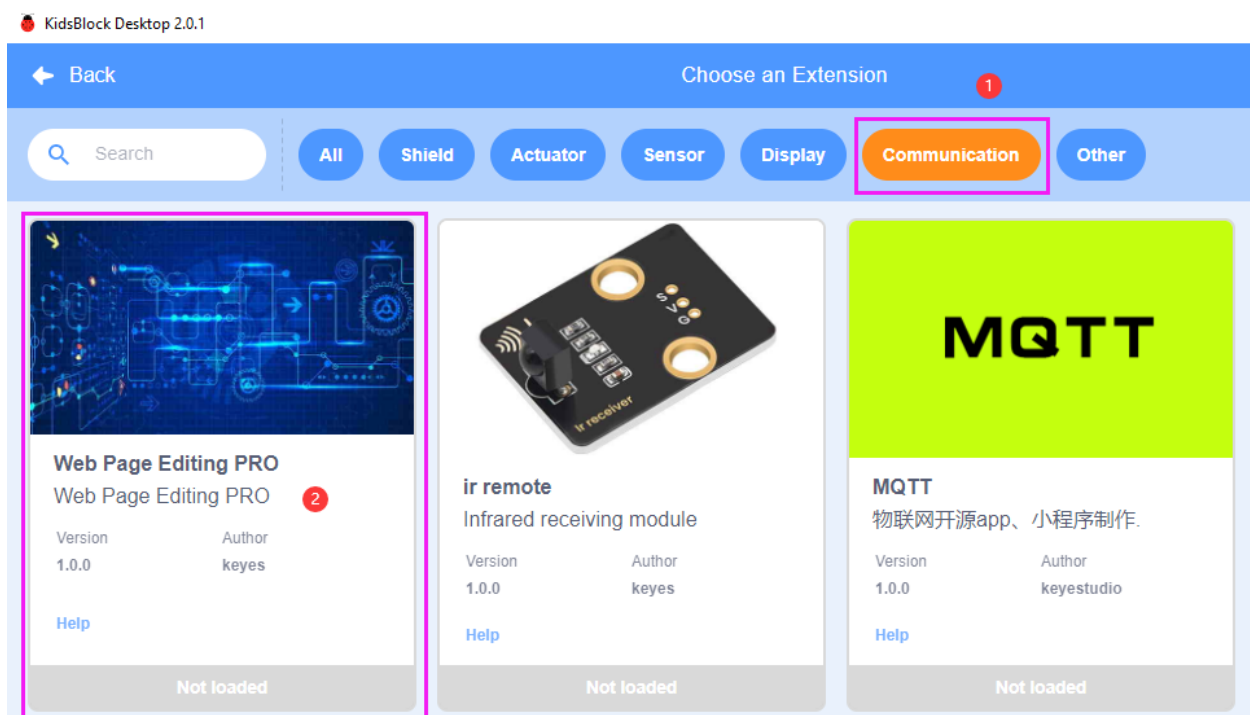 KidsBlock Desktop 2.0.1
Back
Choose an Extension
1
Search
All
Shield
Actuator
Sensor
Display
Communication
Other
Web Page Editing PRO
Web Page Editing PRO
2
Version Author
1.0.0 keyes
Help
Not loaded
S V G
ir receiver
ir remote
Infrared receiving module
Version Author
1.0.0 keyes
Help
Not loaded
MQTT
MQTT
物联网开源app、小程序制作.
Version Author
1.0.0 keyestudio
Help
Not loaded